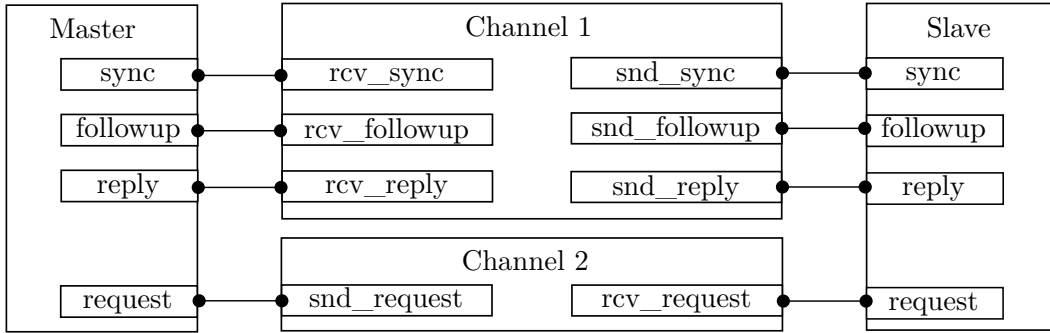 Master
sync
followup
reply
request
Channel 1
rcv_sync
snd_sync
rcv_followup
snd_followup
rcv_reply
snd_reply
Channel 2
snd_request
rcv_request
Slave
sync
followup
reply
request